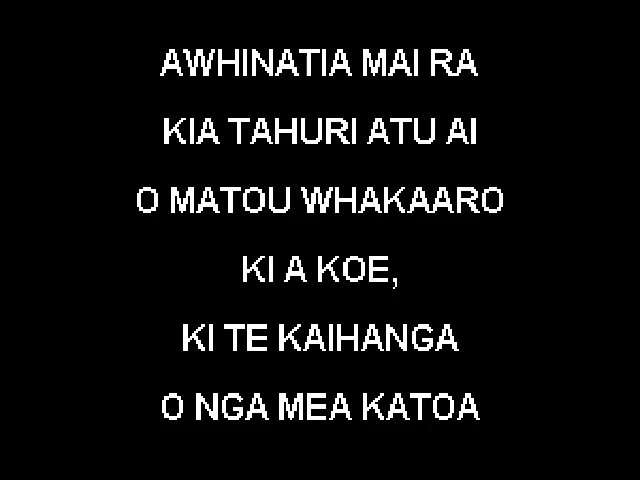 AWHINATIA MAI RA
KIA TAHURI ATU AI
O MATOU WHAKAARO
KI A KOE,
KI TE KAIHANGA
O NGA MEA KATOA